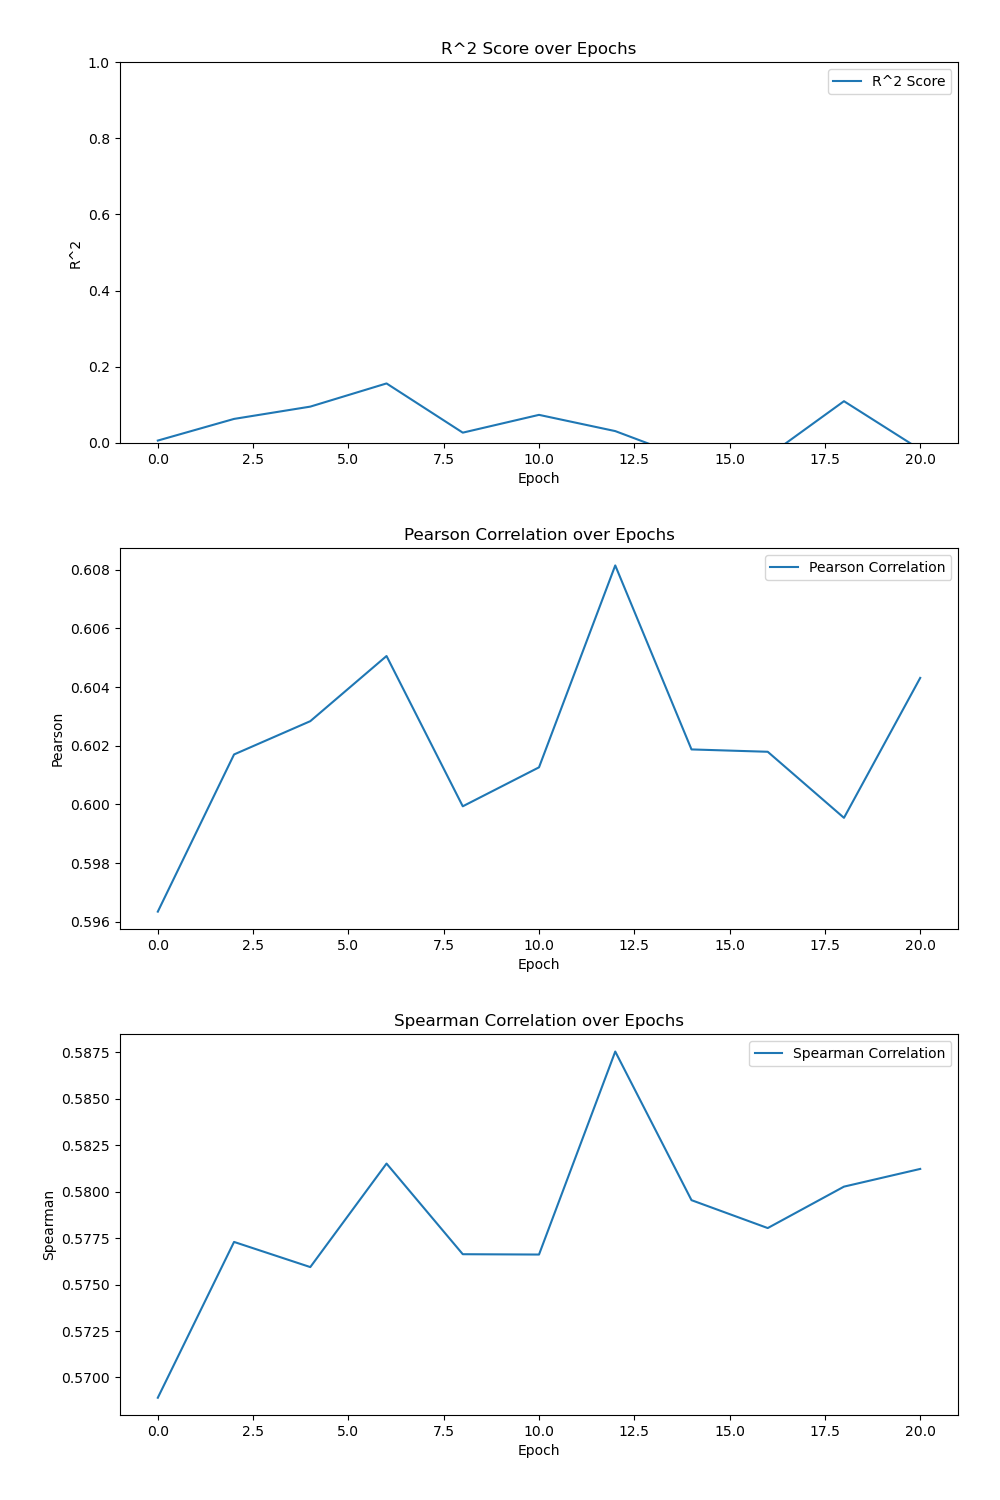 R^2 Score over Epochs
1.0
R^2 Score
0.8
0.6
R^2
0.4
0.2
0.0
0.0 2.5 5.0 7.5 10.0 12.5 15.0 17.5 20.0
Epoch
Pearson Correlation over Epochs
0.608
Pearson Correlation
0.606
0.604
Pearson
0.602
0.600
0.598
0.596
0.0 2.5 5.0 7.5 10.0 12.5 15.0 17.5 20.0
Epoch
Spearman Correlation over Epochs
0.5875
Spearman Correlation
0.5850
0.5825
0.5800
Spearman
0.5775
0.5750
0.5725
0.5700
0.0 2.5 5.0 7.5 10.0 12.5 15.0 17.5 20.0
Epoch